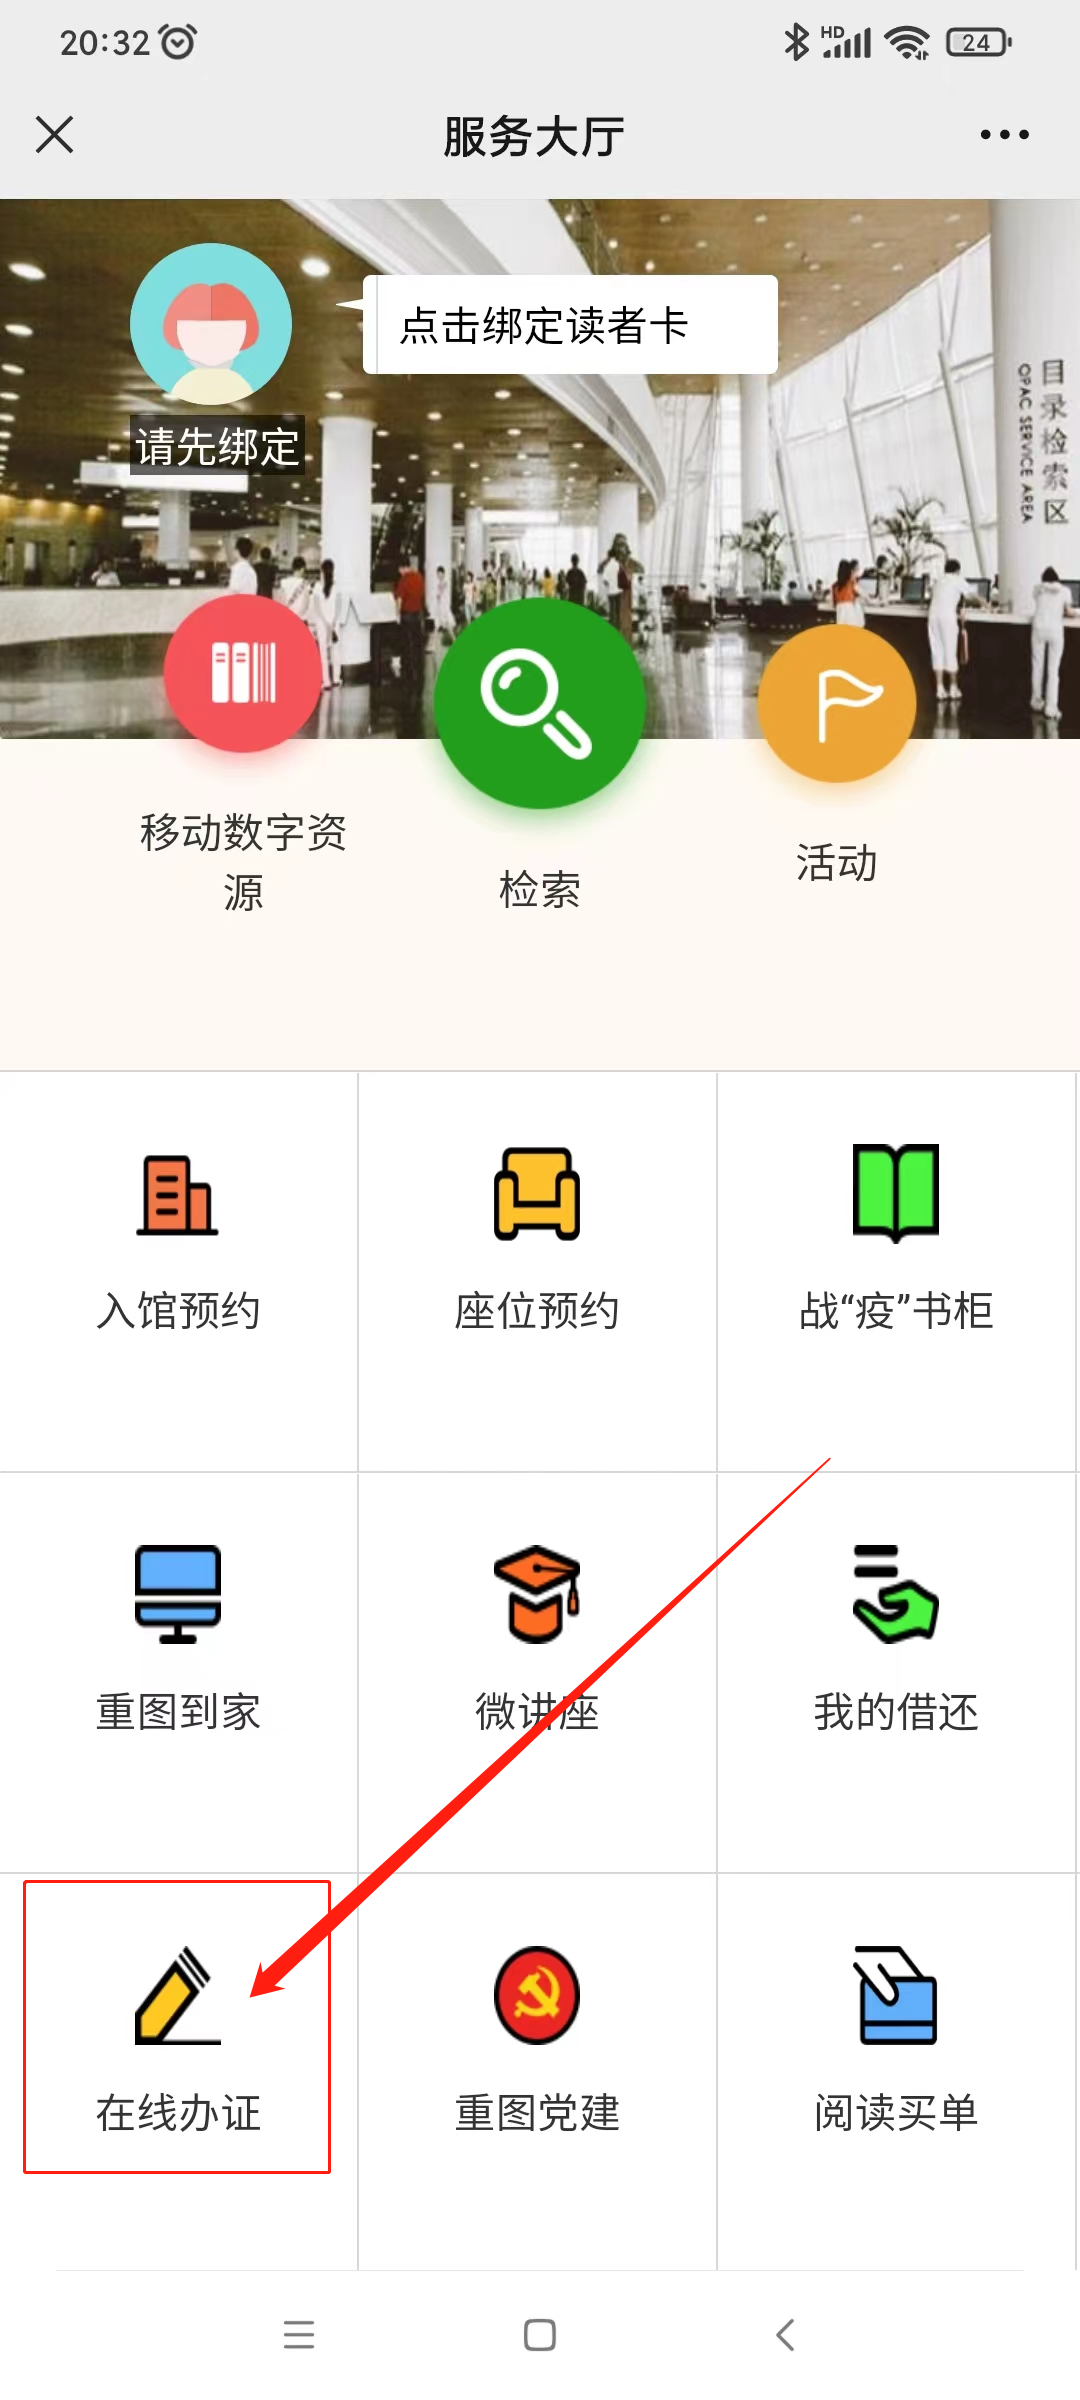 20:32
HD
24
服务大厅
点击绑定读者卡
请先绑定
目录检索区
OPAC SERVICE AREA
移动数字资
源
检索
活动
入馆预约
座位预约
战“疫”书柜
重图到家
微讲座
我的借还
在线办证
重图党建
阅读买单